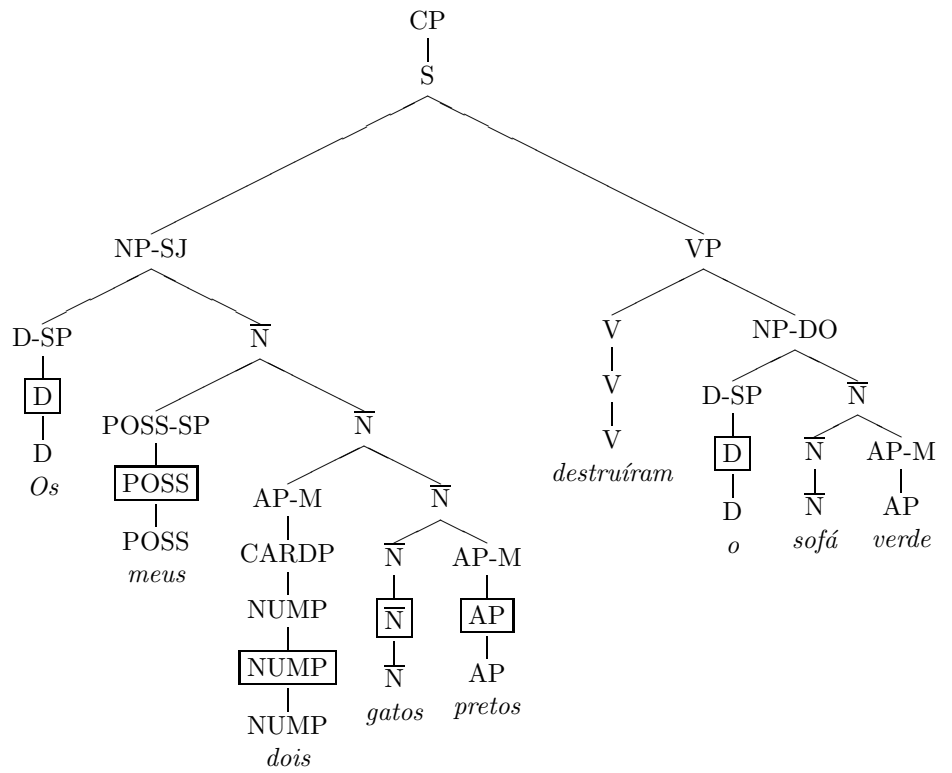 CP
S
NP-SJ VP
D-SP N̅ V NP-DO
D POSS-SP N̅ V D-SP N̅
D POSS AP-M N̅ V D N̅ AP-M
Os POSS CARDP N̅ AP-M destruíram D N̅ AP
meus NUMP N̅ AP o sofá verde
NUMP N̅ AP
NUMP gatos pretos
dois